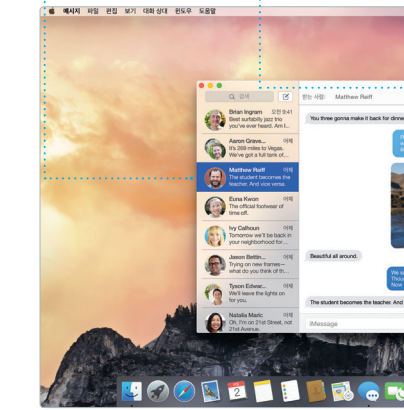 메시지 파일 편집 보기 대화 상대 윈도우 도움말
검색
받는 사람: Matthew Reiff
Brian Ingram 오전 9:41
Best surfabilly jazz trio
you've ever heard. Am I...
Aaron Grave... 어제
It's 289 miles to Vegas.
We've got a full tank of...
Matthew Reiff 어제
The student becomes the
teacher. And vice versa.
Euna Kwon 어제
The official footwear of
time off.
Ivy Calhoun 어제
Tomorrow we'll be back in
your neighborhood for...
Jason Bettin... 어제
Trying on new frames—
what do you think of th...
Tyson Edwar... 어제
We'll leave the lights on
for you.
Natalia Maric 어제
Oh, I'm on 21st Street, not
21st Avenue.
You three gonna make it back for dinne
Beautiful all around.
We s
Thou
Now
The student becomes the teacher. And
iMessage
2